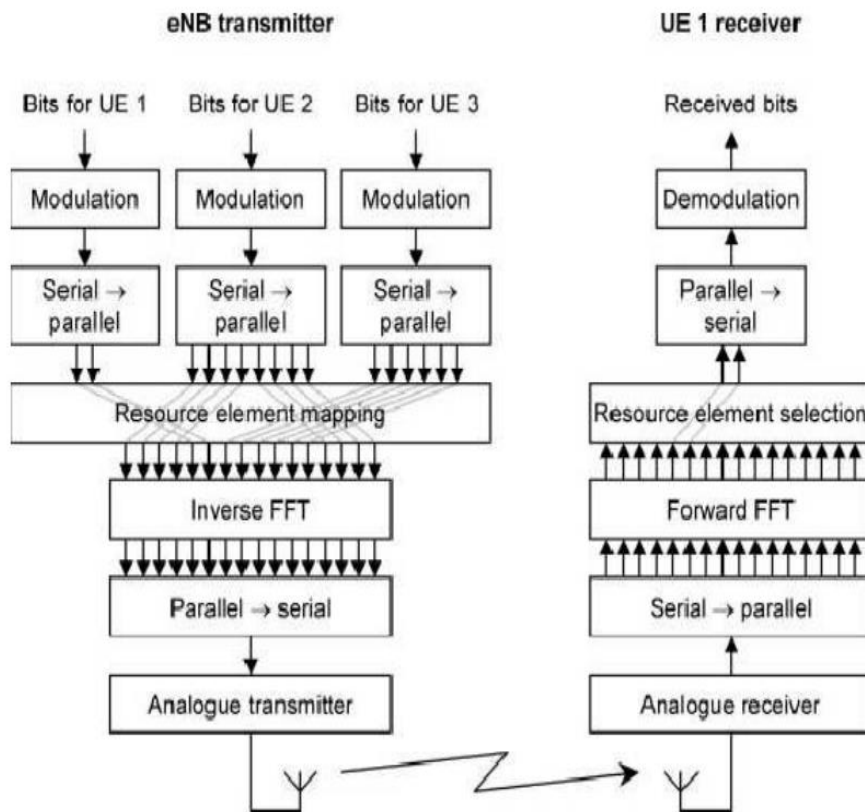 eNB transmitter
UE 1 receiver
Bits for UE 1
Bits for UE 2
Bits for UE 3
Received bits
Modulation
Modulation
Modulation
Demodulation
Serial →
parallel
Serial →
parallel
Serial →
parallel
Parallel →
serial
Resource element mapping
Resource element selection
Inverse FFT
Forward FFT
Parallel → serial
Serial → parallel
Analogue transmitter
Analogue receiver